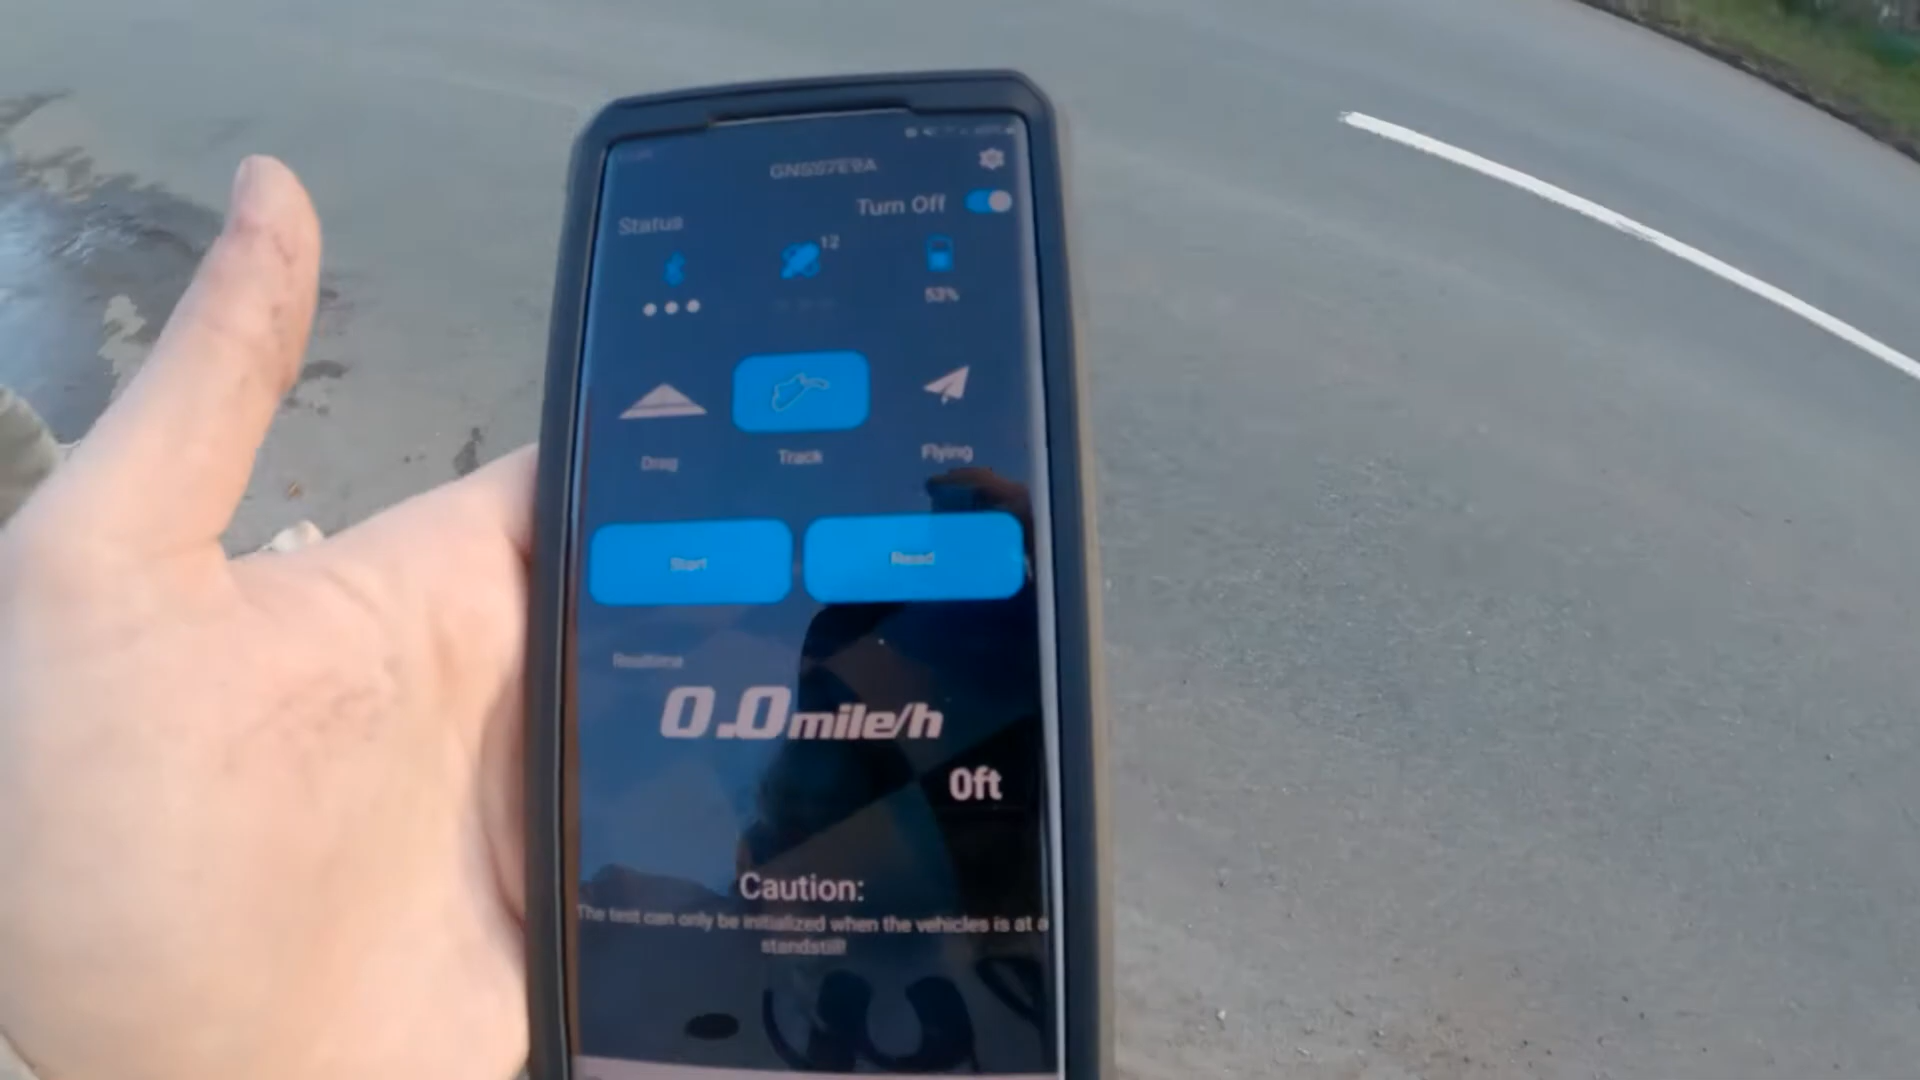 Turn Off
Status
12
53%
Drag
Track
Flying
Start
Read
Realtime
0.0mile/h
0ft
Caution:
The test can only be initialized when the vehicles is at a
standstill!